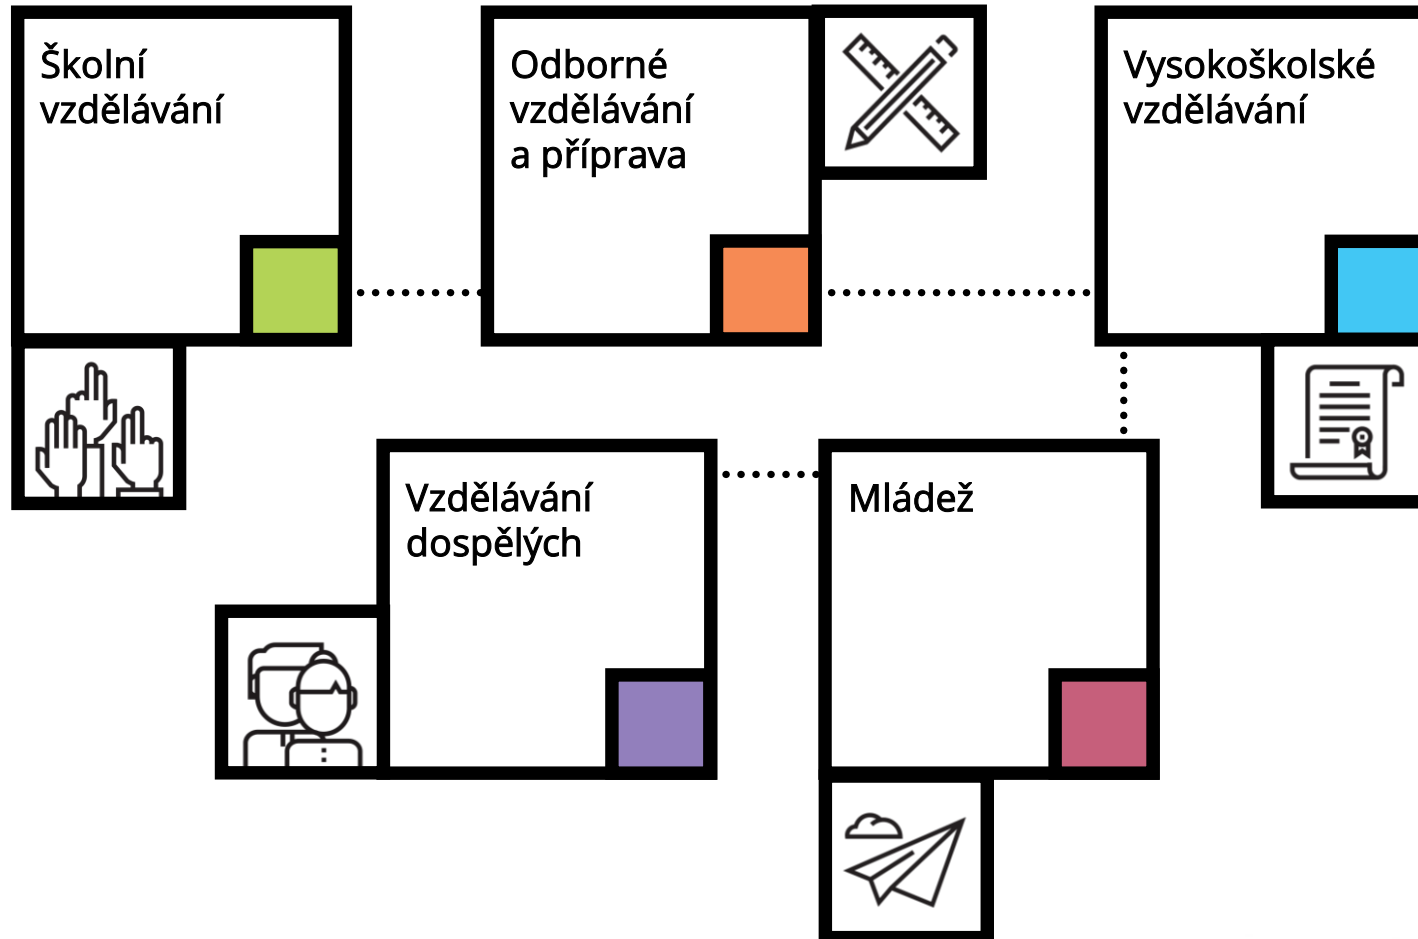 Školní
vzdělávání
Odborné
vzdělávání
a příprava
Vysokoškolské
vzdělávání
Vzdělávání
dospělých
Mládež